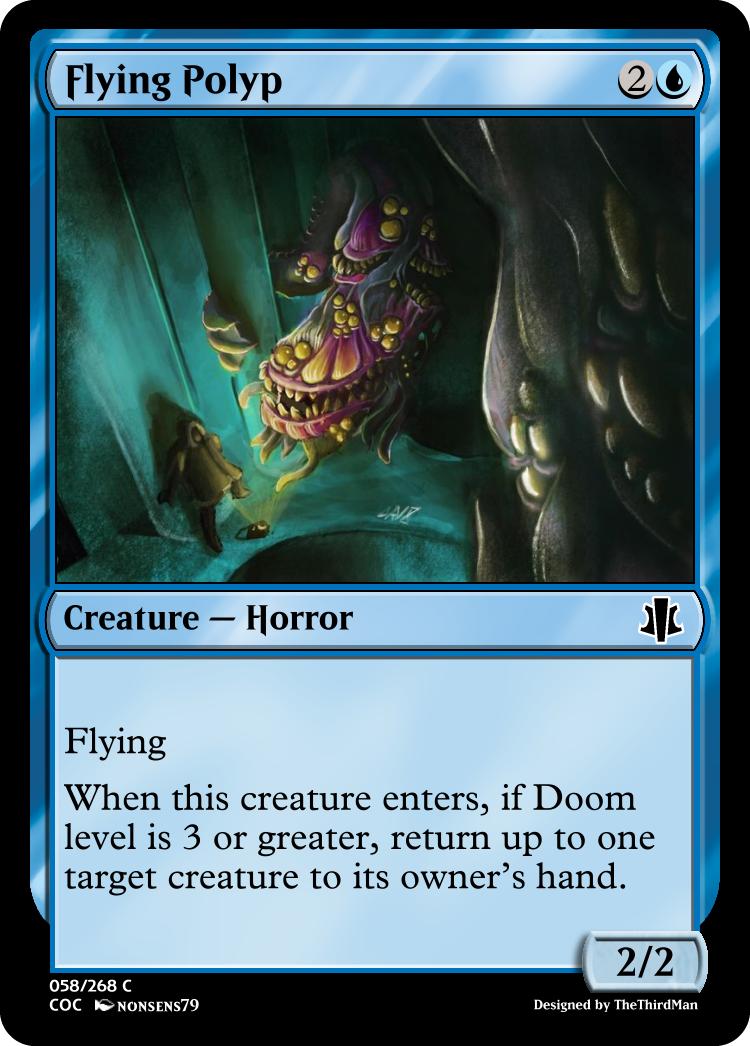 Flying Polyp
2
Creature — Horror
Flying
When this creature enters, if Doom
level is 3 or greater, return up to one
target creature to its owner's hand.
2/2
058/268 C
COC NONSENS79
Designed by TheThirdMan